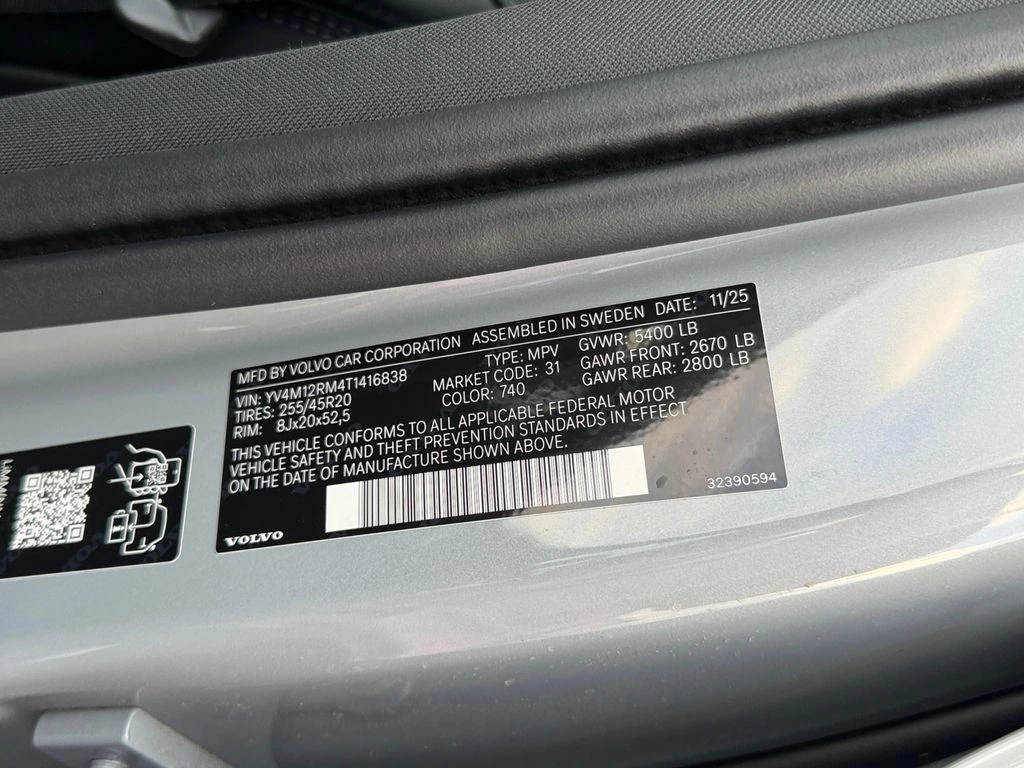 MFD BY VOLVO CAR CORPORATION ASSEMBLED IN SWEDEN DATE: 11/25
VIN: YV4M12RM4T1416838 TYPE: MPV GVWR: 5400 LB
TIRES: 255/45R20 MARKET CODE: 31 GAWR FRONT: 2670 LB
RIM: 8Jx20x52,5 COLOR: 740 GAWR REAR: 2800 LB
THIS VEHICLE CONFORMS TO ALL APPLICABLE FEDERAL MOTOR
VEHICLE SAFETY AND THEFT PREVENTION STANDARDS IN EFFECT
ON THE DATE OF MANUFACTURE SHOWN ABOVE.
32390594
VOLVO